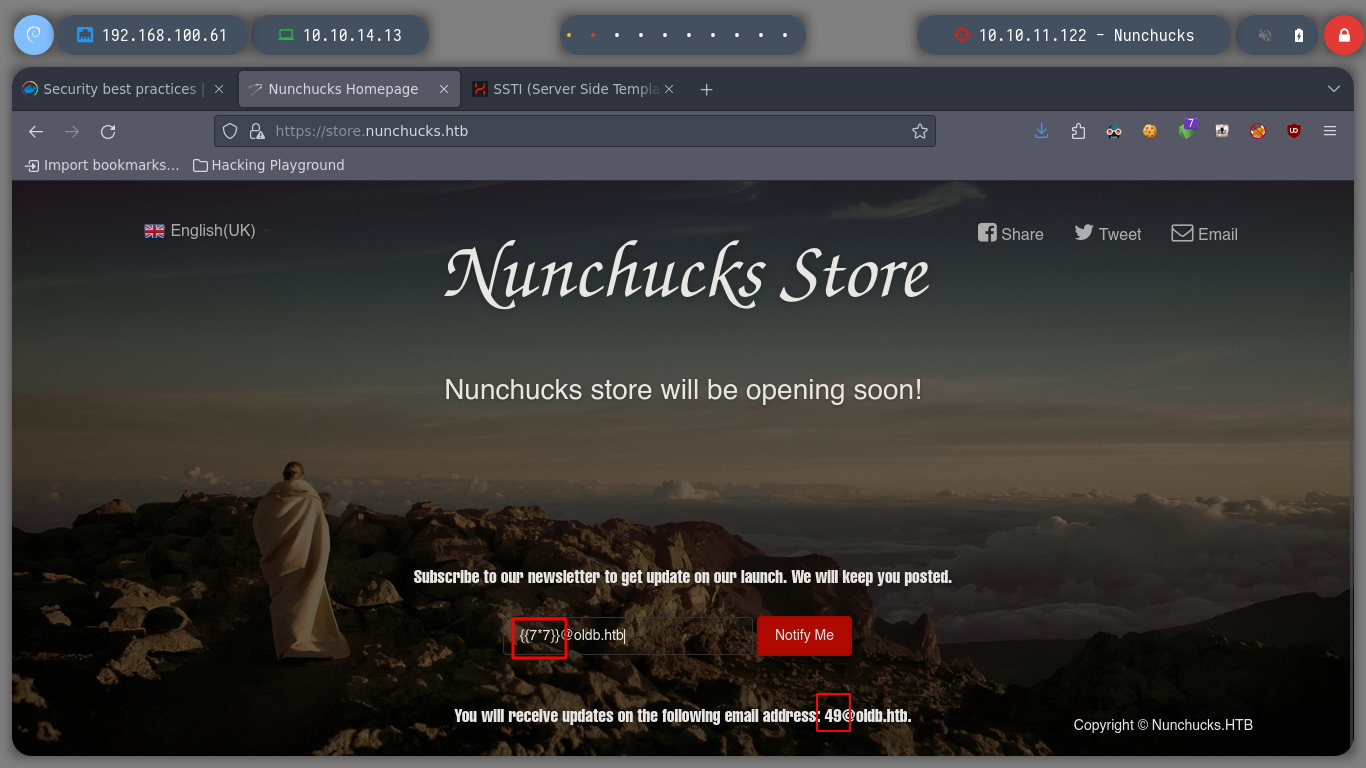 192.168.100.61
10.10.14.13
10.10.11.122 - Nunchucks
Security best practices |
Nunchucks Homepage
SSTI (Server Side Templa
7
https://store.nunchucks.htb
Import bookmarks...
Hacking Playground
English(UK)
Share
Tweet
Email
Nunchucks Store
Nunchucks store will be opening soon!
Subscribe to our newsletter to get update on our launch. We will keep you posted.
{{7*7}}@oldb.htb
Notify Me
You will receive updates on the following email address: 49@oldb.htb.
Copyright © Nunchucks.HTB